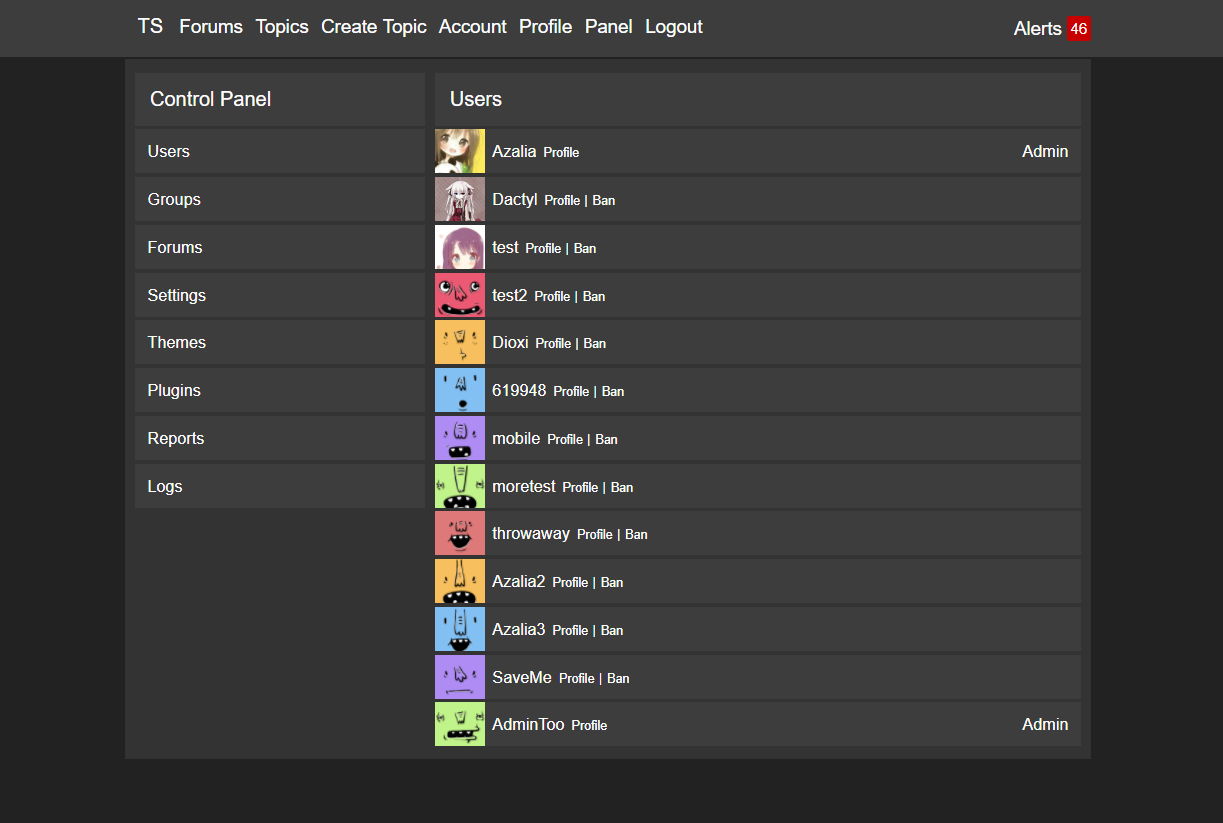 TS Forums Topics Create Topic Account Profile Panel Logout Alerts 46
Control Panel
Users
Groups
Forums
Settings
Themes
Plugins
Reports
Logs
Users
Azalia Profile Admin
Dactyl Profile | Ban
test Profile | Ban
test2 Profile | Ban
Dioxi Profile | Ban
619948 Profile | Ban
mobile Profile | Ban
moretest Profile | Ban
throwaway Profile | Ban
Azalia2 Profile | Ban
Azalia3 Profile | Ban
SaveMe Profile | Ban
AdminToo Profile Admin